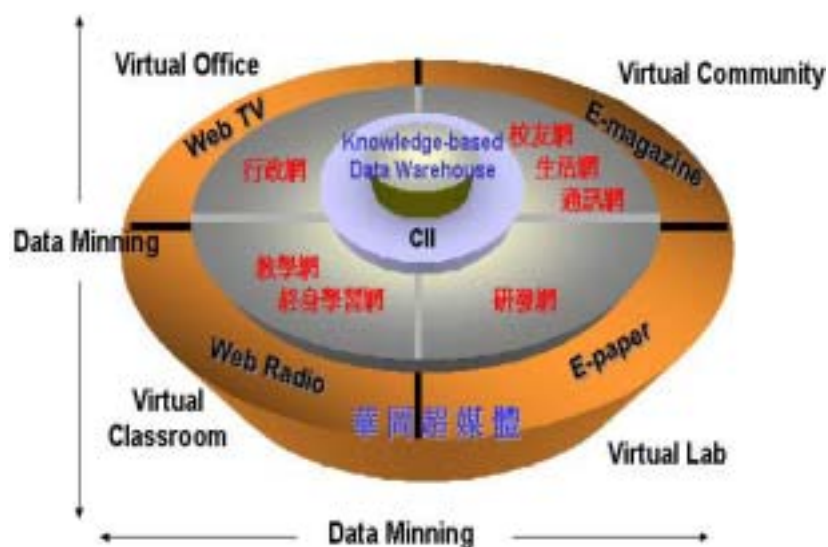 Virtual Office
Virtual Community
Web TV
E-magazine
Knowledge-based
Data Warehouse
校友網
生活網
通訊網
行政網
CII
Data Minning
教學網
終身學習網
研發網
Web Radio
E-paper
Virtual
Classroom
華岡超媒體
Virtual Lab
Data Minning